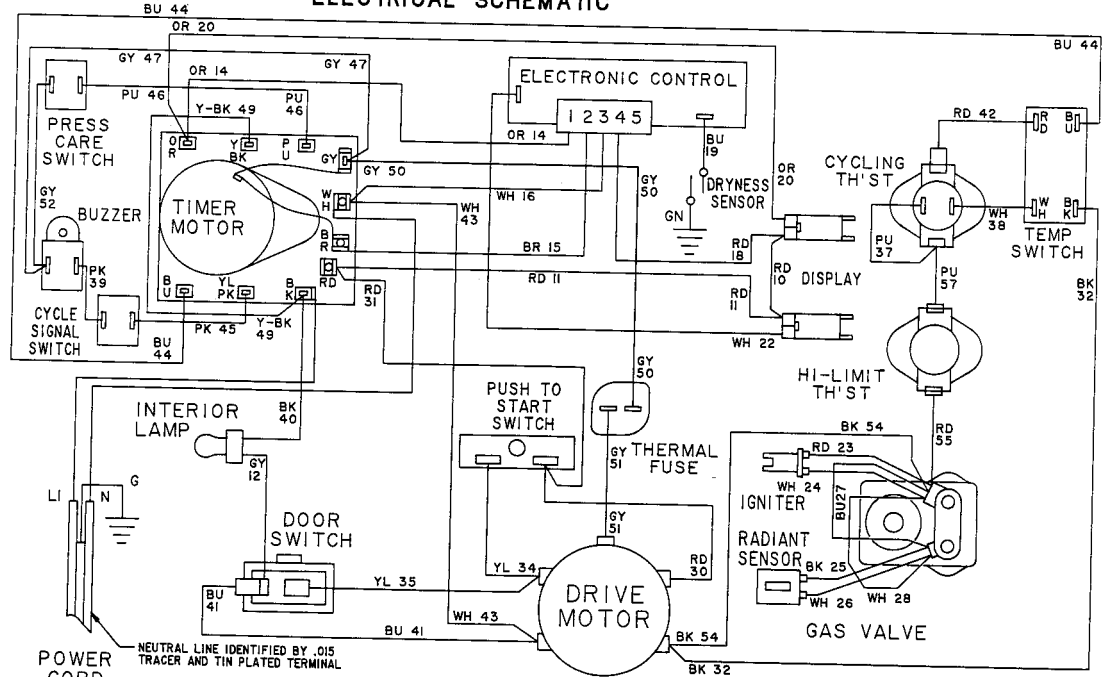 ELECTRICAL SCHEMATIC
BU 44
OR 20
BU 44
GY 47
GY 47
OR 14
PU 46
PU 46
Y-BK 49
PRESS CARE SWITCH
O R
Y BK
P U
GY
GY 50
ELECTRONIC CONTROL
1 2 3 4 5
OR 14
BU 19
OR 20
DRYNESS SENSOR
GN
GY 50
RD 42
R D
B U
CYCLING TH'ST
W H
B K
WH 38
TEMP SWITCH
PU 37
PU 57
BK 32
GY 52
BUZZER
TIMER MOTOR
W H
WH 43
WH 16
B R
BR 15
RD 18
RD
RD 31
RD 11
RD 10
DISPLAY
RD 11
WH 22
PK 39
B U
YL PK
B K
CYCLE SIGNAL SWITCH
PK 45
Y-BK 49
BU 44
GY 50
HI-LIMIT TH'ST
INTERIOR LAMP
BK 40
GY 12
PUSH TO START SWITCH
THERMAL FUSE
GY 51
GY 51
BK 54
RD 55
RD 23
WH 24
IGNITER
BU27
LI
N
G
DOOR SWITCH
YL 34
YL 35
RD 30
RADIANT SENSOR
BK 25
WH 26
WH 28
GAS VALVE
BU 41
BU 41
WH 43
DRIVE MOTOR
BK 54
BK 32
NEUTRAL LINE IDENTIFIED BY .015
TRACER AND TIN PLATED TERMINAL
POWER
CORD